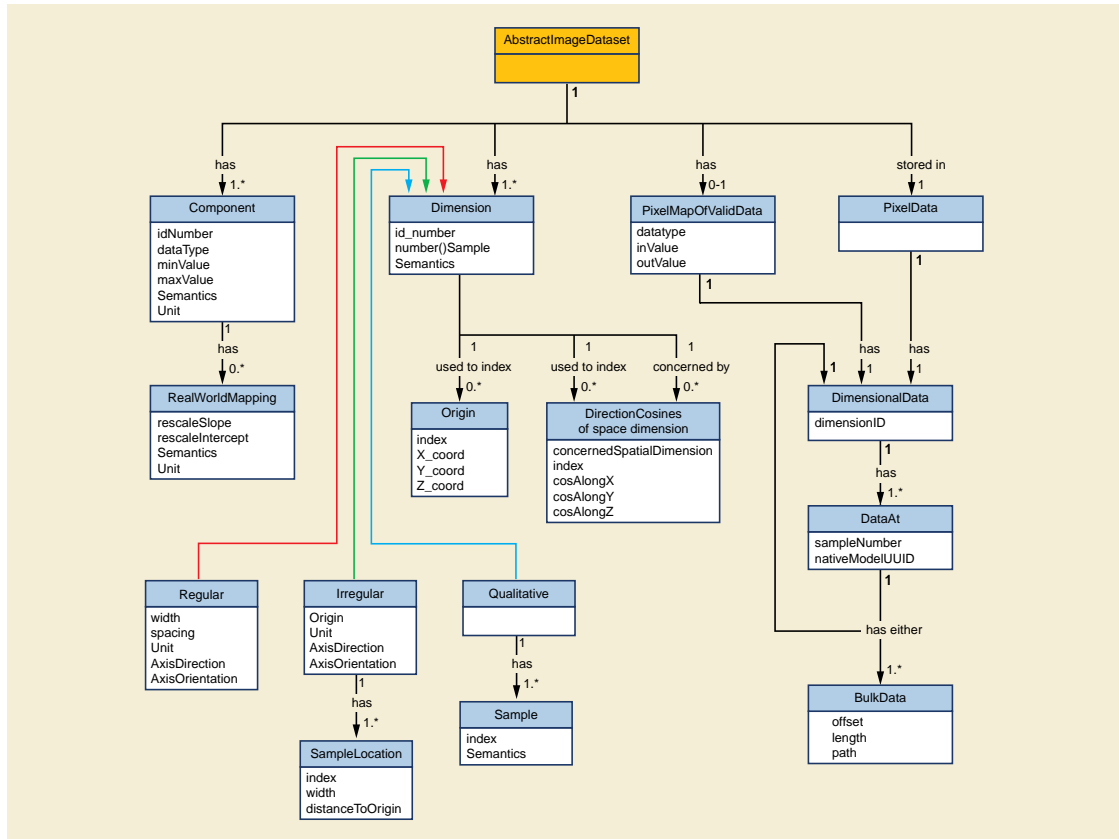 AbstractImageDataset
1
has
1.*
has
1.*
has
0-1
stored in
1
Component
idNumber
dataType
minValue
maxValue
Semantics
Unit
Dimension
id_number
number()Sample
Semantics
PixelMapOfValidData
datatype
inValue
outValue
PixelData
1
1
1
has
0.*
1
used to index
0.*
1
used to index
0.*
1
concerned by
0.*
1
has
1
has
1
RealWorldMapping
rescaleSlope
rescaleIntercept
Semantics
Unit
Origin
index
X_coord
Y_coord
Z_coord
DirectionCosines
of space dimension
concernedSpatialDimension
index
cosAlongX
cosAlongY
cosAlongZ
DimensionalData
dimensionID
1
has
1.*
DataAt
sampleNumber
nativeModelUUID
1
has either
1.*
Regular
width
spacing
Unit
AxisDirection
AxisOrientation
Irregular
Origin
Unit
AxisDirection
AxisOrientation
1
has
1.*
Qualitative
1
has
1.*
SampleLocation
index
width
distanceToOrigin
Sample
index
Semantics
BulkData
offset
length
path